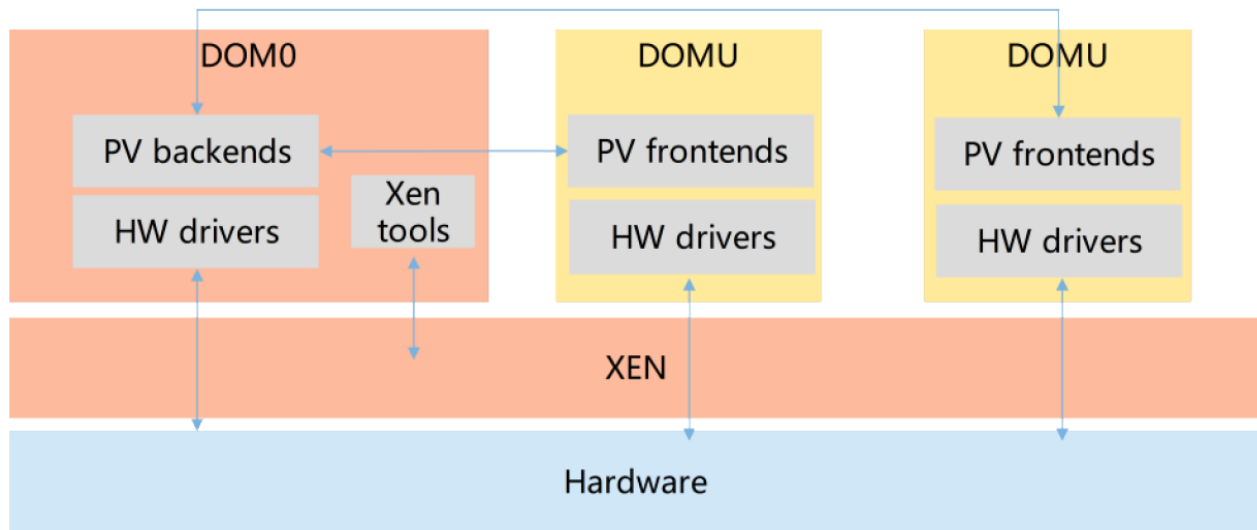 DOM0
PV backends
HW drivers
Xen
tools
DOMU
PV frontends
HW drivers
DOMU
PV frontends
HW drivers
XEN
Hardware